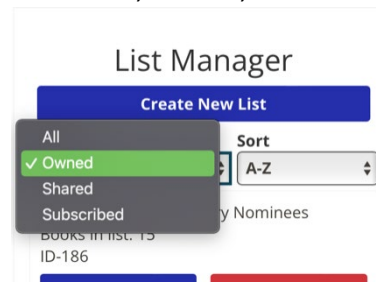 List Manager
Create New List
All
✓ Owned
Shared
Subscribed
Sort
A-Z
Nominees
Books in list: 15
ID-186